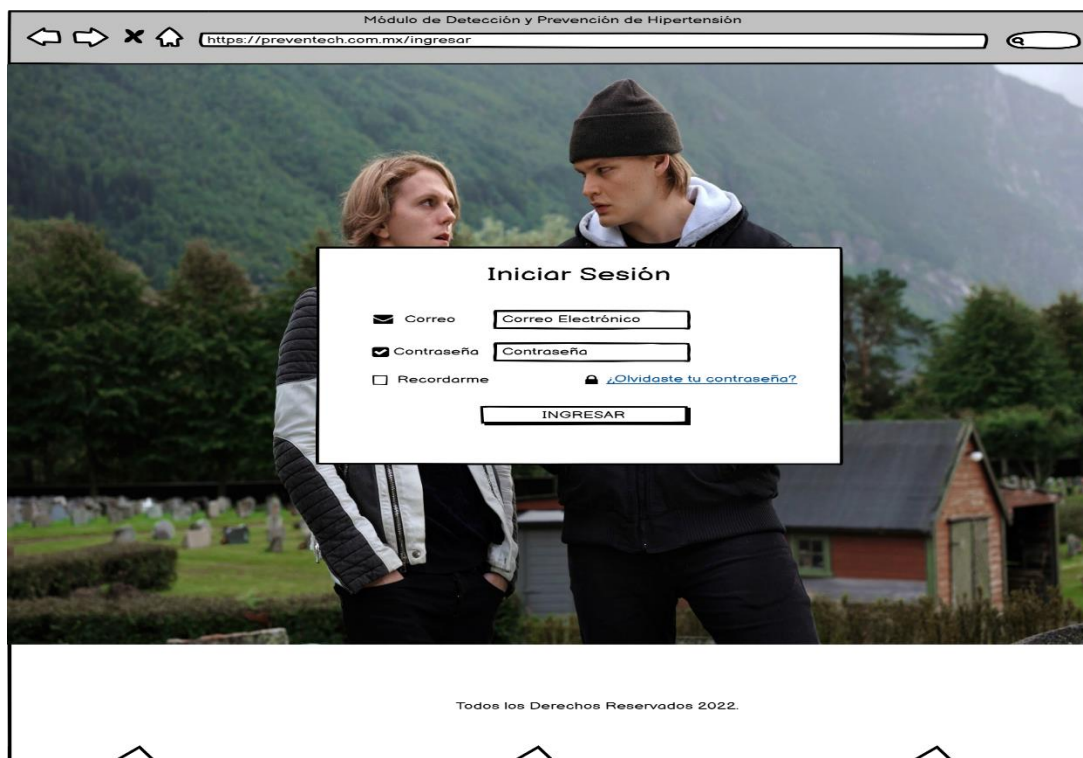 Módulo de Detección y Prevención de Hipertensión
https://preventech.com.mx/ingresar
Iniciar Sesión
Correo
Correo Electrónico
Contraseña
Contraseña
Recordarme
¿Olvidaste tu contraseña?
INGRESAR
Todos los Derechos Reservados 2022.